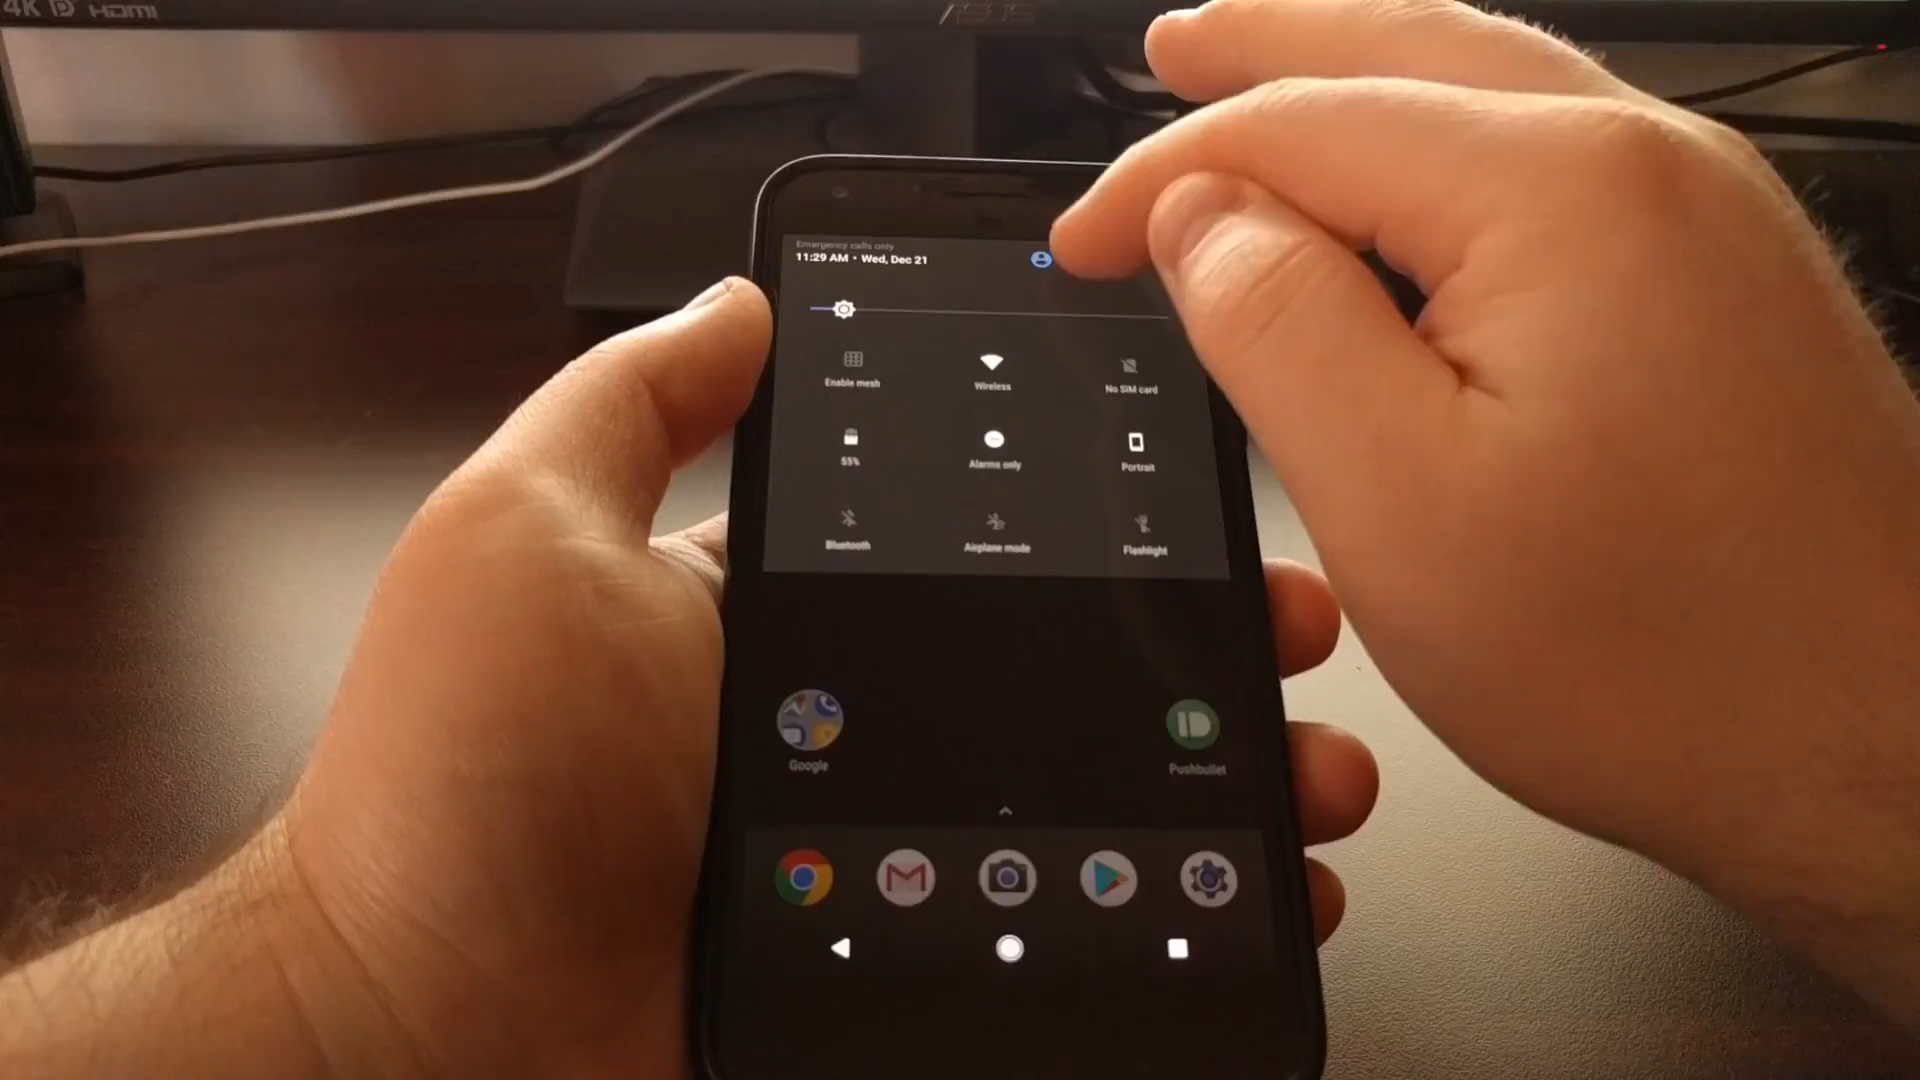 4K HDMI
ASUS
Emergency calls only
11:29 AM • Wed, Dec 21
Enable mesh
Wireless
No SIM card
55%
Alarms only
Portrait
Bluetooth
Airplane mode
Flashlight
Google
Pushbullet